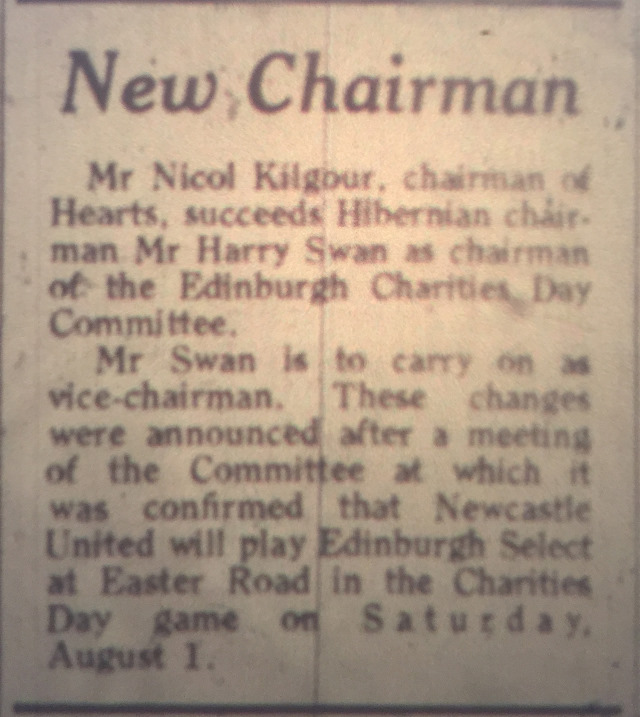 New Chairman
Mr Nicol Kilgour, chairman of
Hearts, succeeds Hibernian chair-
man Mr Harry Swan as chairman
of the Edinburgh Charities Day
Committee.
Mr Swan is to carry on as
vice-chairman. These changes
were announced after a meeting
of the Committee at which it
was confirmed that Newcastle
United will play Edinburgh Select
at Easter Road in the Charities
Day game on Saturday,
August 1.